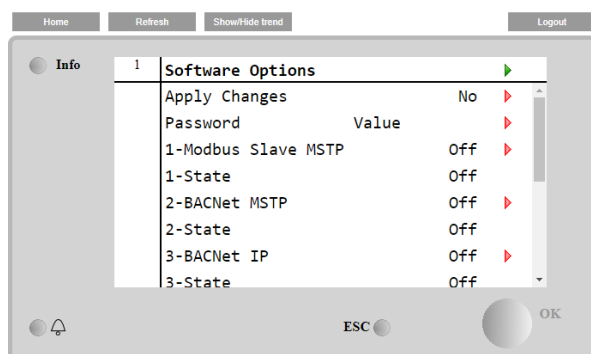 Home Refresh Show/Hide trend Logout
Info
1 Software Options
Apply Changes No
Password Value
1-Modbus Slave MSTP Off
1-State Off
2-BACNet MSTP Off
2-State Off
3-BACNet IP Off
3-State Off
ESC OK